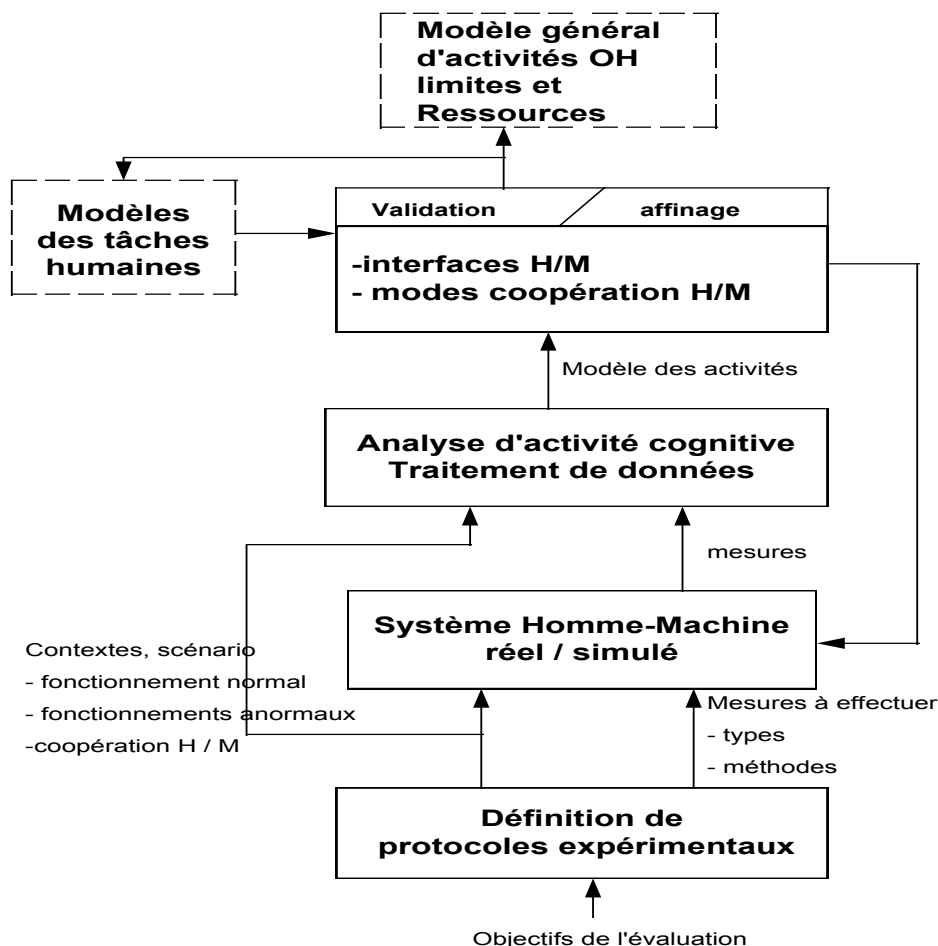 Modèle général
d'activités OH
limites et
Ressources
Modèles
des tâches
humaines
Validation
affinage
-interfaces H/M
- modes coopération H/M
Modèle des activités
Analyse d'activité cognitive
Traitement de données
mesures
Système Homme-Machine
réel / simulé
Contextes, scénario
- fonctionnement normal
- fonctionnements anormaux
-coopération H / M
Mesures à effectuer
- types
- méthodes
Définition de
protocoles expérimentaux
Objectifs de l'évaluation